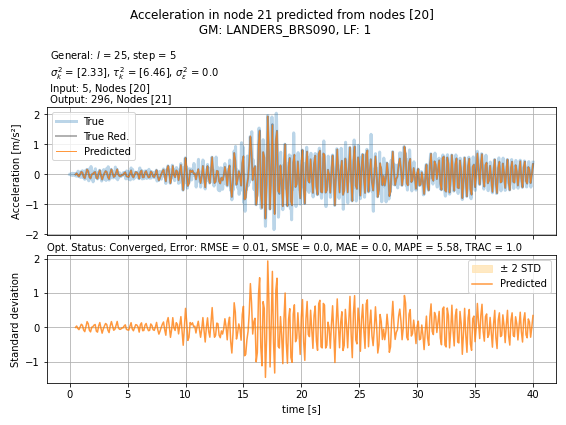 Acceleration in node 21 predicted from nodes [20]
GM: LANDERS_BRS090, LF: 1
General: l = 25, step = 5
σ²ₖ = [2.33], τ²ₖ = [6.46], σ²ε = 0.0
Input: 5, Nodes [20]
Output: 296, Nodes [21]
True
True Red.
Predicted
Acceleration [m/s²]
2
1
0
−1
−2
Opt. Status: Converged, Error: RMSE = 0.01, SMSE = 0.0, MAE = 0.0, MAPE = 5.58, TRAC = 1.0
± 2 STD
Predicted
Standard deviation
2
1
0
−1
0 5 10 15 20 25 30 35 40
time [s]